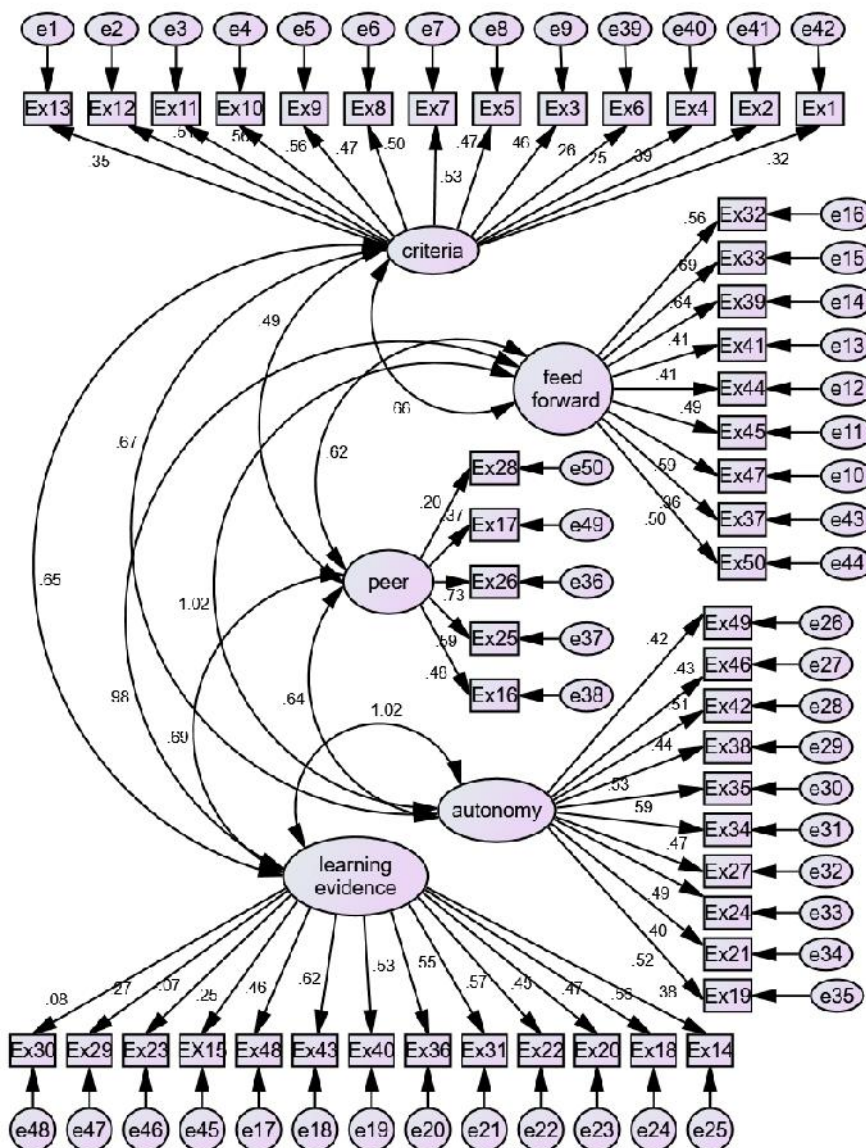 e1 e2 e3 e4 e5 e6 e7 e8 e9 e39 e40 e41 e42
Ex13 Ex12 Ex11 Ex10 Ex9 Ex8 Ex7 Ex5 Ex3 Ex6 Ex4 Ex2 Ex1
.35 .56 .47 .50 .53 .47 .46 .26 .25 .39 .32
criteria
Ex32 e16
.56
Ex33 e15
.69
Ex39 e14
.64
.49
Ex41 e13
.41
feed
forward
Ex44 e12
.41
.66
Ex45 e11
.49
.67
.62
Ex28 e50
Ex47 e10
.59
.20
.37
Ex17 e49
Ex37 e43
.50
Ex50 e44
.65
1.02
peer
Ex26 e36
.73
Ex25 e37
.59
Ex49 e26
.42
.48
Ex46 e27
.43
.98
.64
Ex16 e38
Ex42 e28
.51
.69
1.02
Ex38 e29
.44
Ex35 e30
.53
autonomy
Ex34 e31
.59
Ex27 e32
.47
learning
evidence
Ex24 e33
.49
Ex21 e34
.40
.52
Ex19 e35
.08 .27 .07 .25 .46 .62 .53 .55 .57 .45 .47 .38
Ex30 Ex29 Ex23 EX15 Ex48 Ex43 Ex40 Ex36 Ex31 Ex22 Ex20 Ex18 Ex14
e48 e47 e46 e45 e17 e18 e19 e20 e21 e22 e23 e24 e25